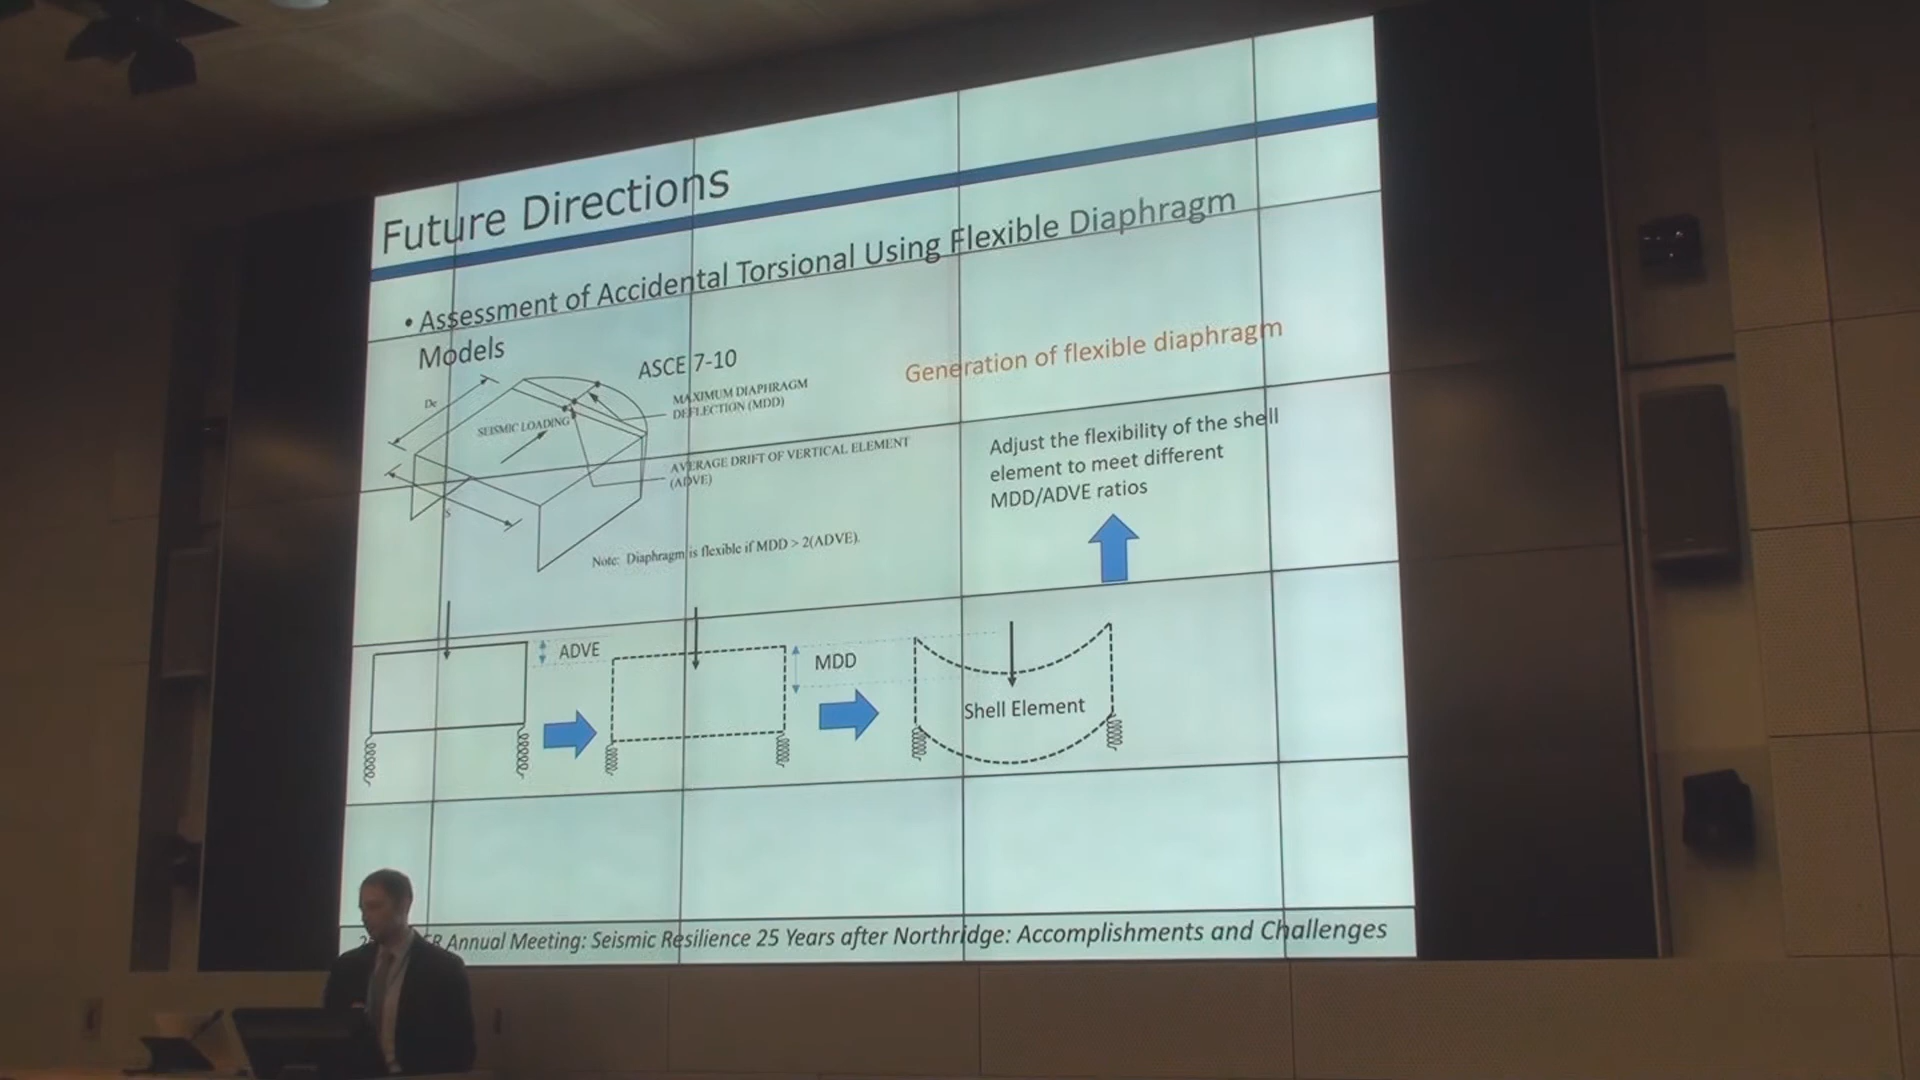 Future Directions
• Assessment of Accidental Torsional Using Flexible Diaphragm
Models
ASCE 7-10
Generation of flexible diaphragm
De
SEISMIC LOADING
MAXIMUM DIAPHRAGM
DEFLECTION (MDD)
AVERAGE DRIFT OF VERTICAL ELEMENT
(ADVE)
S
Note: Diaphragm is flexible if MDD > 2(ADVE).
Adjust the flexibility of the shell
element to meet different
MDD/ADVE ratios
ADVE
MDD
Shell Element
Annual Meeting: Seismic Resilience 25 Years after Northridge: Accomplishments and Challenges